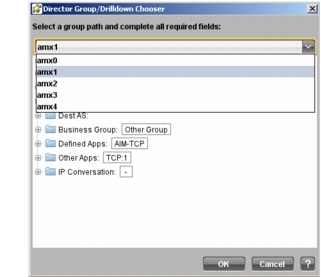 Director Group/Drilldown Chooser
Select a group path and complete all required fields:
amx1
amx0
amx1
amx2
amx3
amx4
Dest AS:
Business Group: Other Group
Defined Apps: AIM-TCP
Other Apps: TCP:1
IP Conversation: -
OK Cancel ?